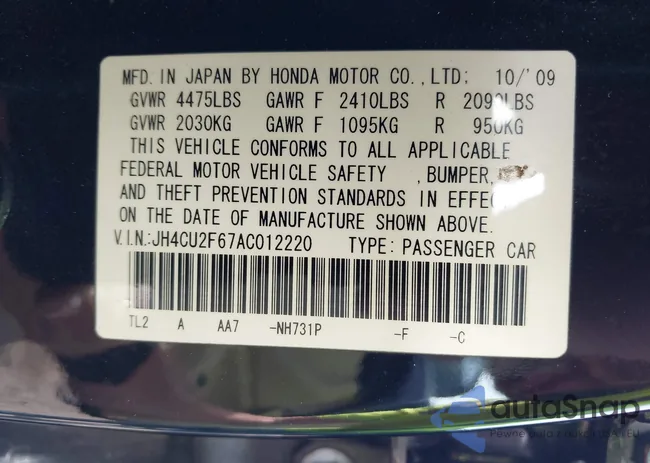 MFD. IN JAPAN BY HONDA MOTOR CO., LTD: 10/'09
GVWR 4475LBS GAWR F 2410LBS R 2090LBS
GVWR 2030KG GAWR F 1095KG R 950KG
THIS VEHICLE CONFORMS TO ALL APPLICABLE
FEDERAL MOTOR VEHICLE SAFETY , BUMPER,
AND THEFT PREVENTION STANDARDS IN EFFECT
ON THE DATE OF MANUFACTURE SHOWN ABOVE.
V.I.N.:JH4CU2F67AC012220 TYPE: PASSENGER CAR
TL2 A AA7 -NH731P -F -C
autoSnap